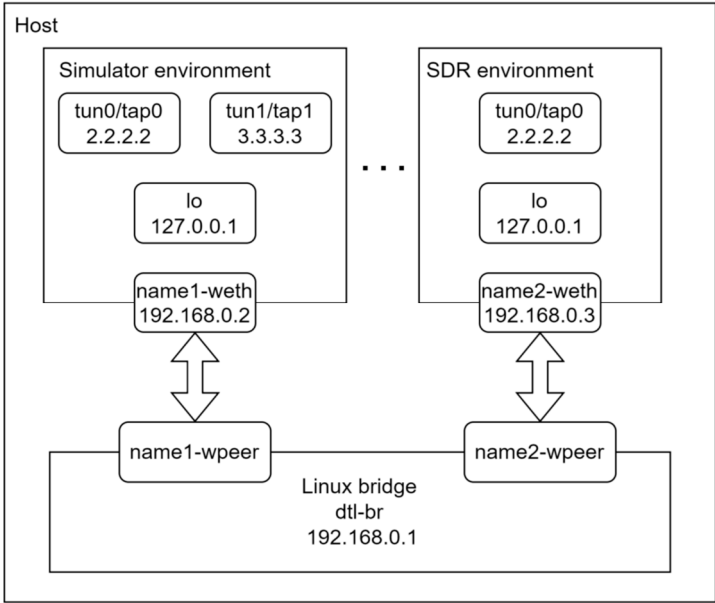 Host
Simulator environment
tun0/tap0
2.2.2.2
tun1/tap1
3.3.3.3
lo
127.0.0.1
name1-weth
192.168.0.2
. . .
SDR environment
tun0/tap0
2.2.2.2
lo
127.0.0.1
name2-weth
192.168.0.3
name1-wpeer
name2-wpeer
Linux bridge
dtl-br
192.168.0.1